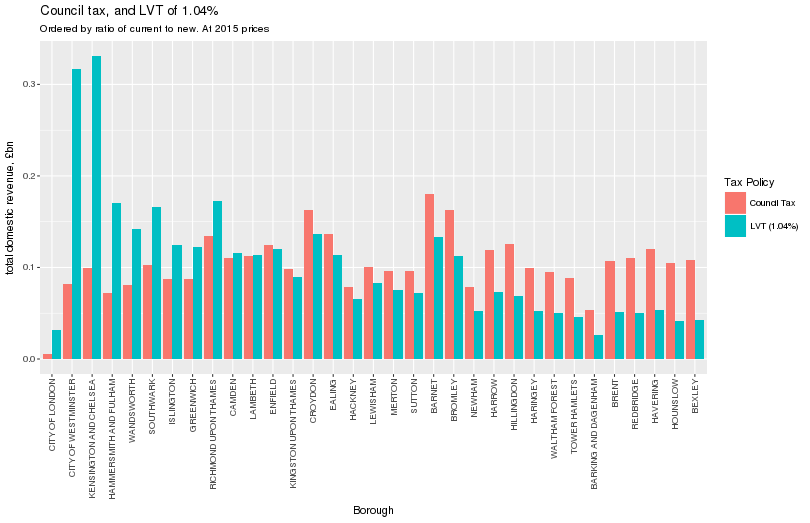 Council tax, and LVT of 1.04%
Ordered by ratio of current to new. At 2015 prices
total domestic revenue, £bn
0.3
0.2
0.1
0.0
CITY OF LONDON
CITY OF WESTMINSTER
KENSINGTON AND CHELSEA
HAMMERSMITH AND FULHAM
WANDSWORTH
SOUTHWARK
ISLINGTON
GREENWICH
RICHMOND UPON THAMES
CAMDEN
LAMBETH
ENFIELD
KINGSTON UPON THAMES
CROYDON
EALING
HACKNEY
LEWISHAM
MERTON
SUTTON
BARNET
BROMLEY
NEWHAM
HARROW
HILLINGDON
HARINGEY
WALTHAM FOREST
TOWER HAMLETS
BARKING AND DAGENHAM
BRENT
REDBRIDGE
HAVERING
HOUNSLOW
BEXLEY
Borough
Tax Policy
Council Tax
LVT (1.04%)